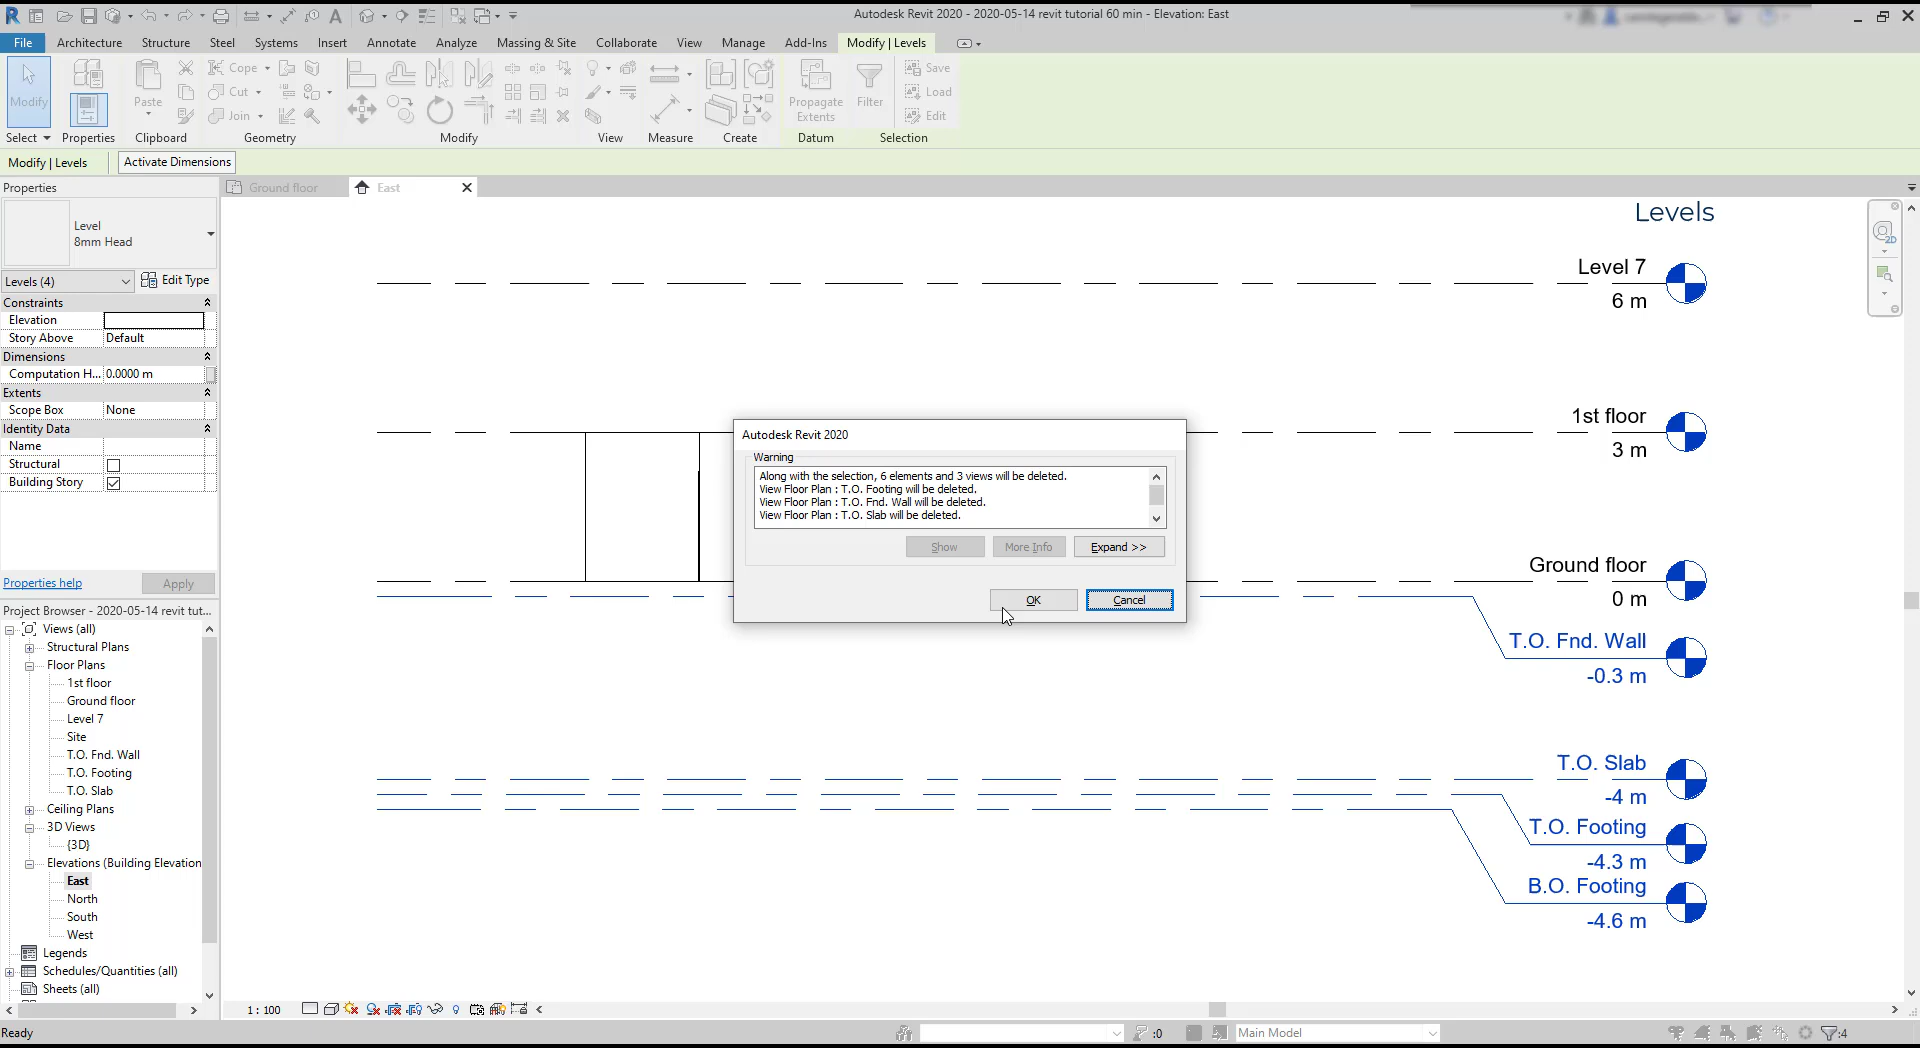 Autodesk Revit 2020 - 2020-05-14 revit tutorial 60 min - Elevation: East
File Architecture Structure Steel Systems Insert Annotate Analyze Massing & Site Collaborate View Manage Add-Ins Modify | Levels
Modify
Paste
Cope
Cut
Join
Propagate Extents
Filter
Save
Load
Edit
Select Properties Clipboard Geometry Modify View Measure Create Datum Selection
Modify | Levels Activate Dimensions
Properties
Ground floor East
Level
8mm Head
Levels (4) Edit Type
Constraints
Elevation
Story Above Default
Dimensions
Computation H... 0.0000 m
Extents
Scope Box None
Identity Data
Name
Structural
Building Story
Properties help Apply
Project Browser - 2020-05-14 revit tut...
Views (all)
Structural Plans
Floor Plans
1st floor
Ground floor
Level 7
Site
T.O. Fnd. Wall
T.O. Footing
T.O. Slab
Ceiling Plans
3D Views
{3D}
Elevations (Building Elevation
East
North
South
West
Legends
Schedules/Quantities (all)
Sheets (all)
Levels
2D
Level 7
6 m
1st floor
3 m
Ground floor
0 m
T.O. Fnd. Wall
-0.3 m
T.O. Slab
-4 m
T.O. Footing
-4.3 m
B.O. Footing
-4.6 m
Autodesk Revit 2020
Warning
Along with the selection, 6 elements and 3 views will be deleted.
View Floor Plan : T.O. Footing will be deleted.
View Floor Plan : T.O. Fnd. Wall will be deleted.
View Floor Plan : T.O. Slab will be deleted.
Show More Info Expand >>
OK Cancel
1 : 100
Ready
:0
Main Model
:4